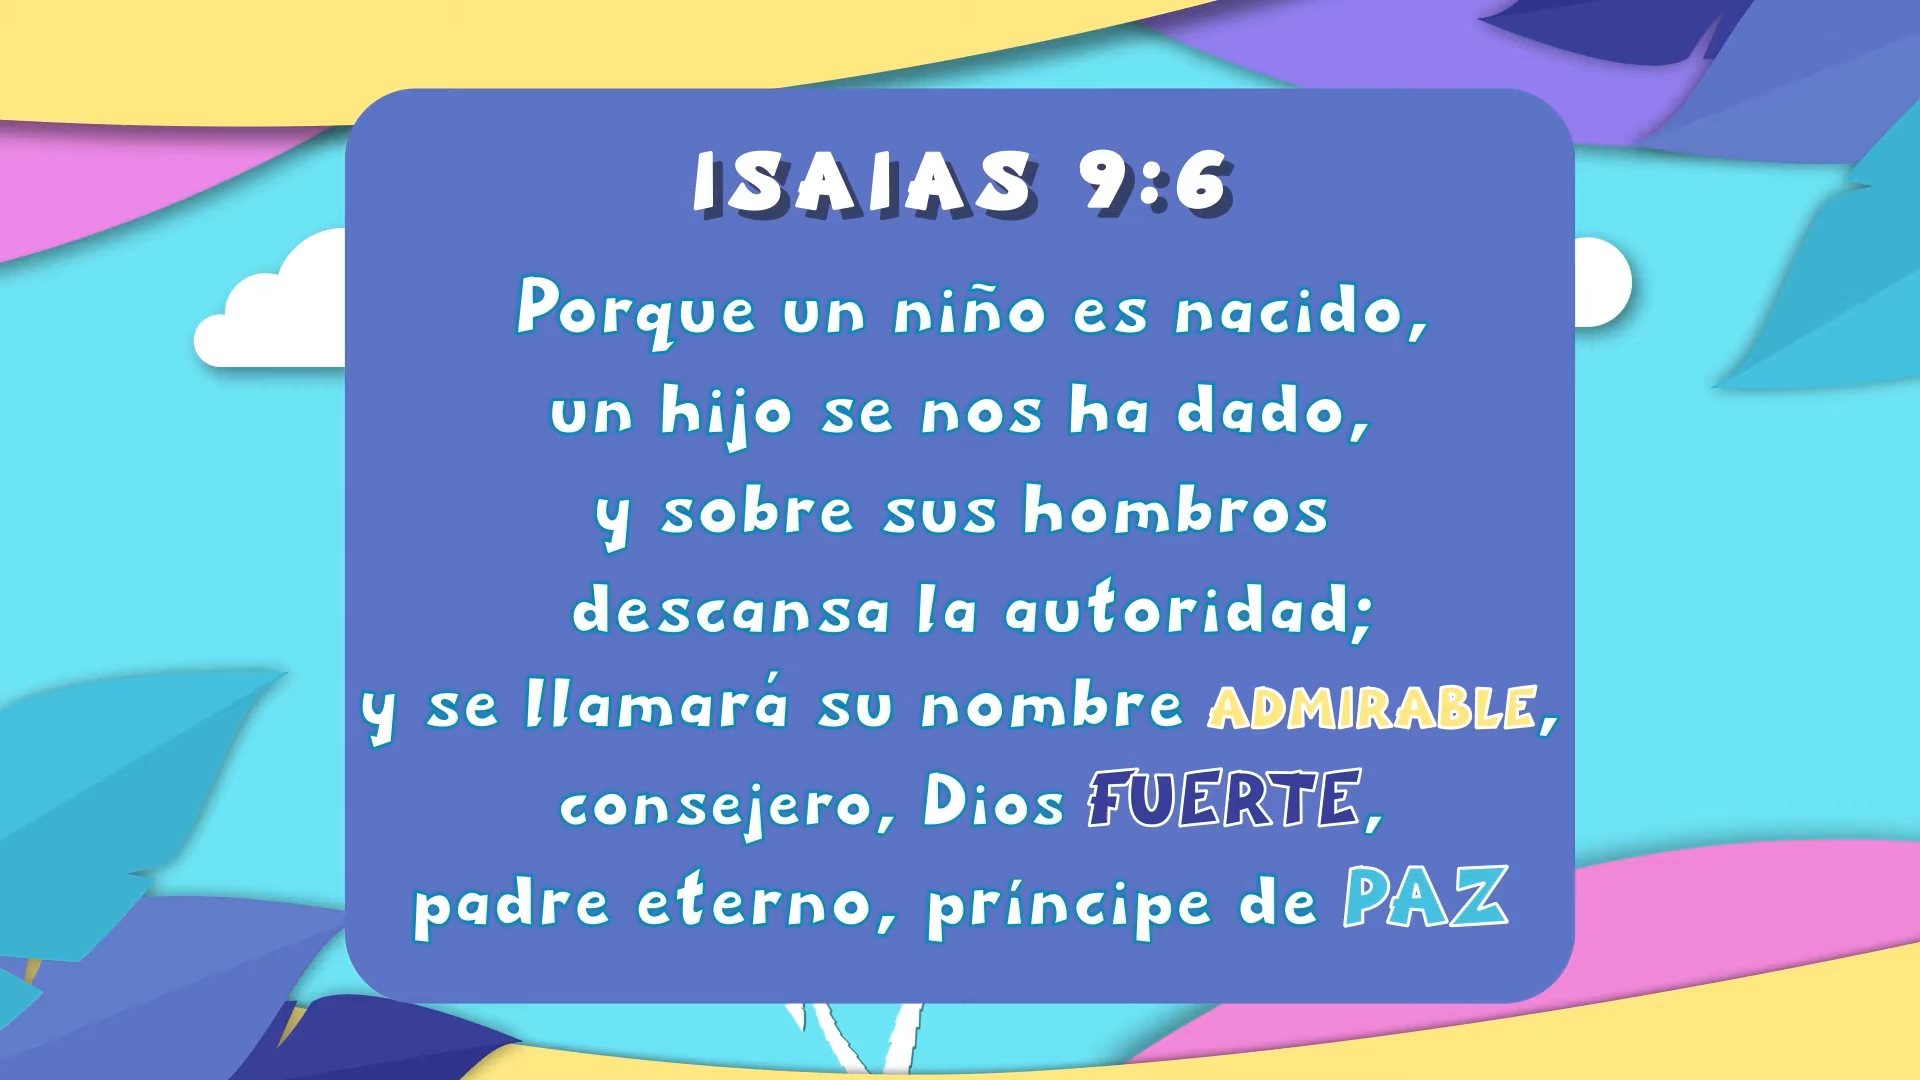 ISAIAS 9:6
Porque un niño es nacido,
un hijo se nos ha dado,
y sobre sus hombros
descansa la autoridad;
y se llamará su nombre ADMIRABLE,
consejero, Dios FUERTE,
padre eterno, príncipe de PAZ